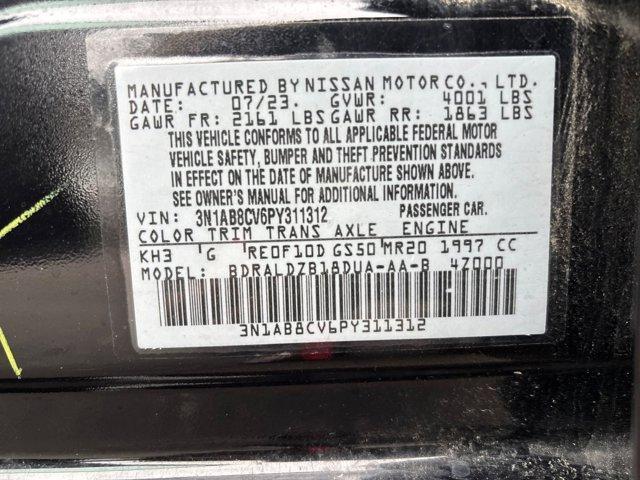 MANUFACTURED BY NISSAN MOTOR CO., LTD.
DATE: 07/23. GVWR: 4001 LBS
GAWR FR: 2161 LBS GAWR RR: 1863 LBS
THIS VEHICLE CONFORMS TO ALL APPLICABLE FEDERAL MOTOR
VEHICLE SAFETY, BUMPER AND THEFT PREVENTION STANDARDS
IN EFFECT ON THE DATE OF MANUFACTURE SHOWN ABOVE.
SEE OWNER'S MANUAL FOR ADDITIONAL INFORMATION.
VIN: 3N1AB8CV6PY311312 PASSENGER CAR.
COLOR TRIM TRANS AXLE ENGINE
KH3 G RE0F10D GS50 MR20 1997 CC
MODEL: BDRALDZB18DUA-AA-B 4Z000
3N1AB8CV6PY311312